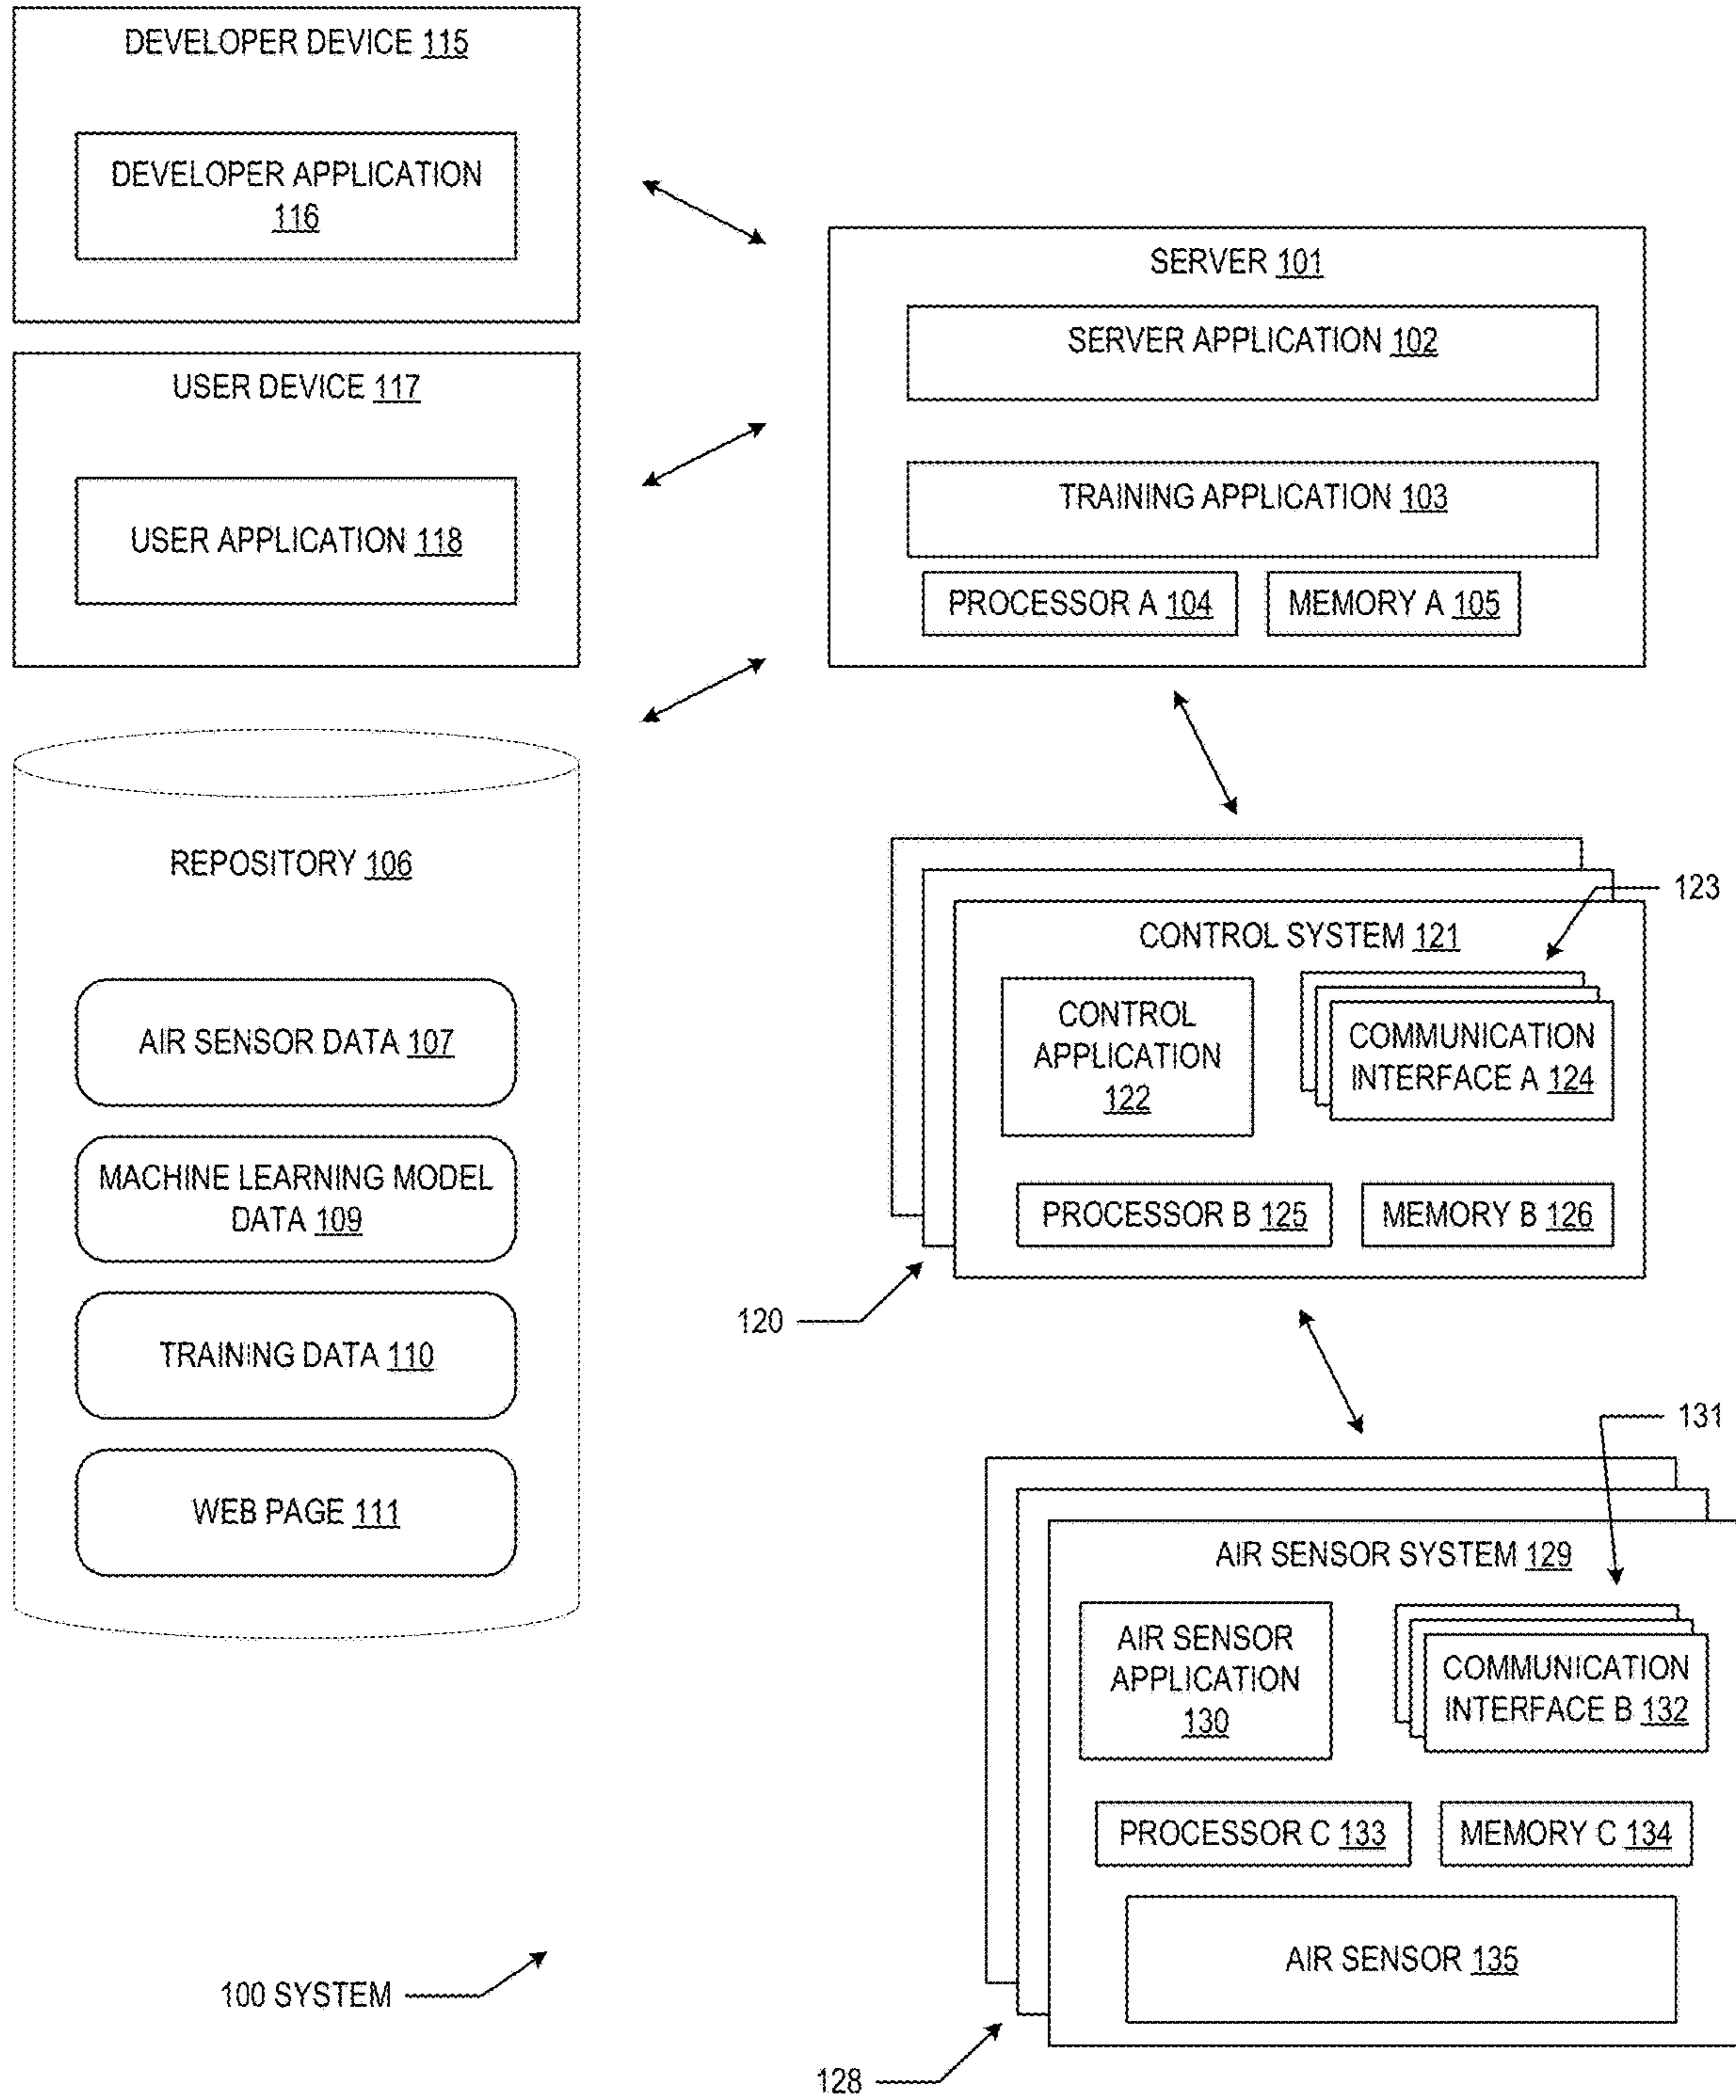 DEVELOPER DEVICE 115
DEVELOPER APPLICATION
116
USER DEVICE 117
USER APPLICATION 118
REPOSITORY 106
AIR SENSOR DATA 107
MACHINE LEARNING MODEL
DATA 109
TRAINING DATA 110
WEB PAGE 111
100 SYSTEM
SERVER 101
SERVER APPLICATION 102
TRAINING APPLICATION 103
PROCESSOR A 104
MEMORY A 105
123
CONTROL SYSTEM 121
CONTROL
APPLICATION
122
COMMUNICATION
INTERFACE A 124
PROCESSOR B 125
MEMORY B 126
120
131
AIR SENSOR SYSTEM 129
AIR SENSOR
APPLICATION
130
COMMUNICATION
INTERFACE B 132
PROCESSOR C 133
MEMORY C 134
AIR SENSOR 135
128